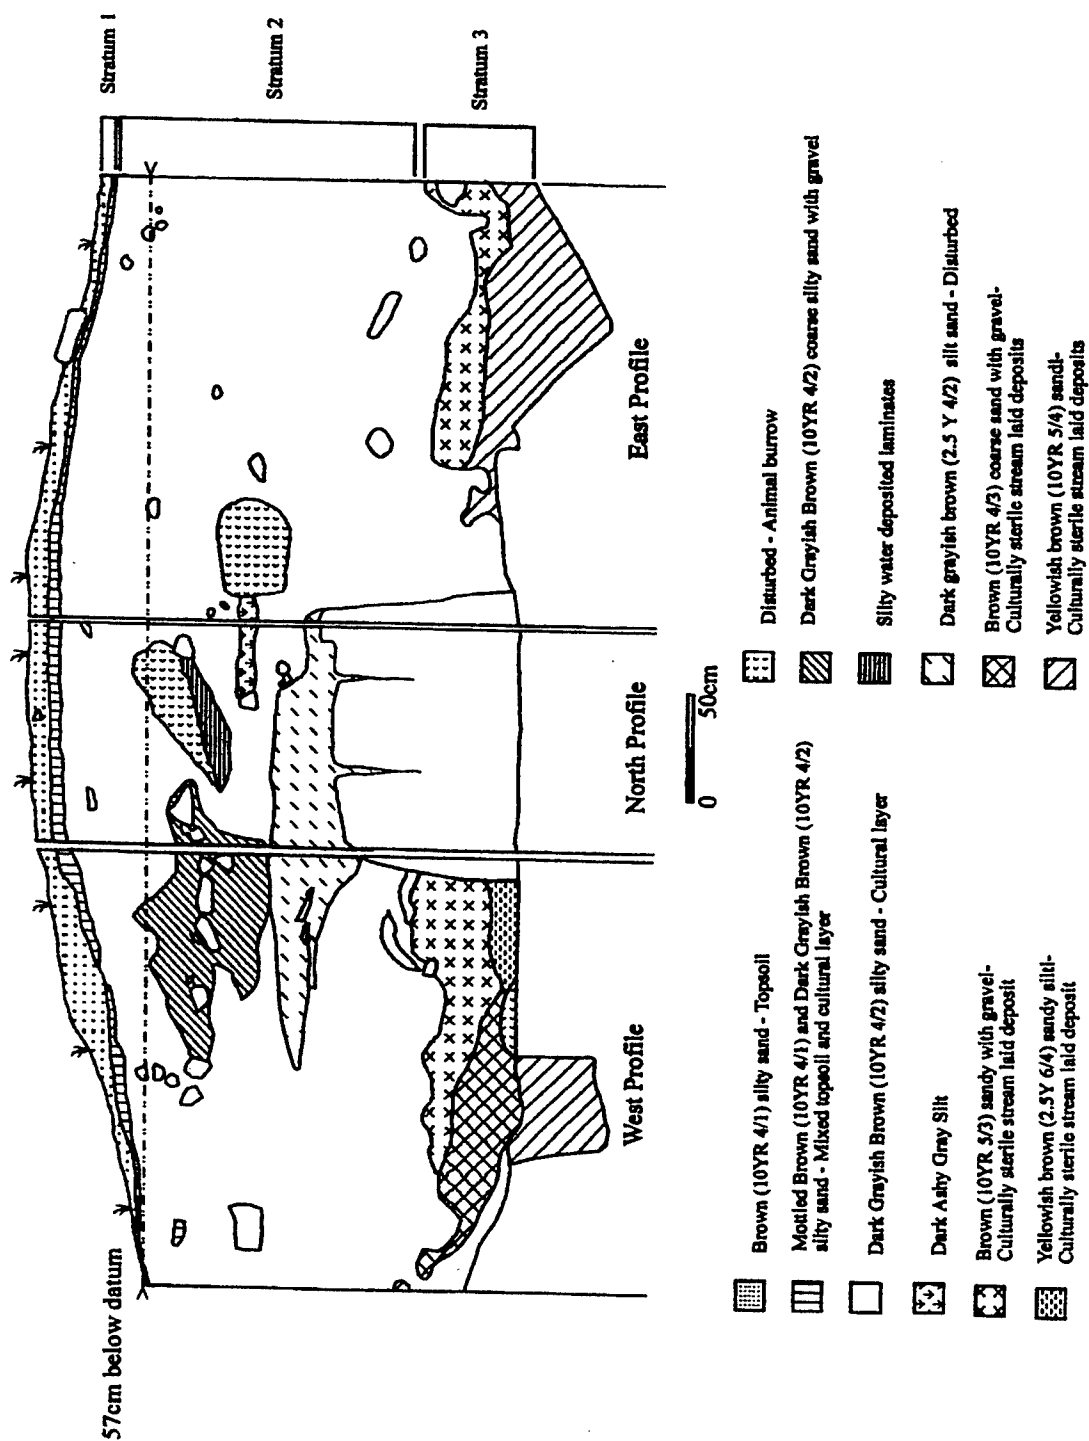 57cm below datum
Stratum 1
Stratum 2
Stratum 3
West Profile
North Profile
East Profile
0
50cm
Brown (10YR 4/1) silty sand - Topsoil
Mottled Brown (10YR 4/1) and Dark Grayish Brown (10YR 4/2)
silty sand - Mixed topsoil and cultural layer
Dark Grayish Brown (10YR 4/2) silty sand - Cultural layer
Dark Ashy Gray Silt
Brown (10YR 5/3) sandy with gravel-
Culturally sterile stream laid deposit
Yellowish brown (2.5Y 6/4) sandy silti-
Culturally sterile stream laid deposit
Disturbed - Animal burrow
Dark Grayish Brown (10YR 4/2) coarse silty sand with gravel
Silty water deposited laminates
Dark grayish brown (2.5 Y 4/2) silt sand - Disturbed
Brown (10YR 4/3) coarse sand with gravel-
Culturally sterile stream laid deposits
Yellowish brown (10YR 5/4) sandi-
Culturally sterile stream laid deposits